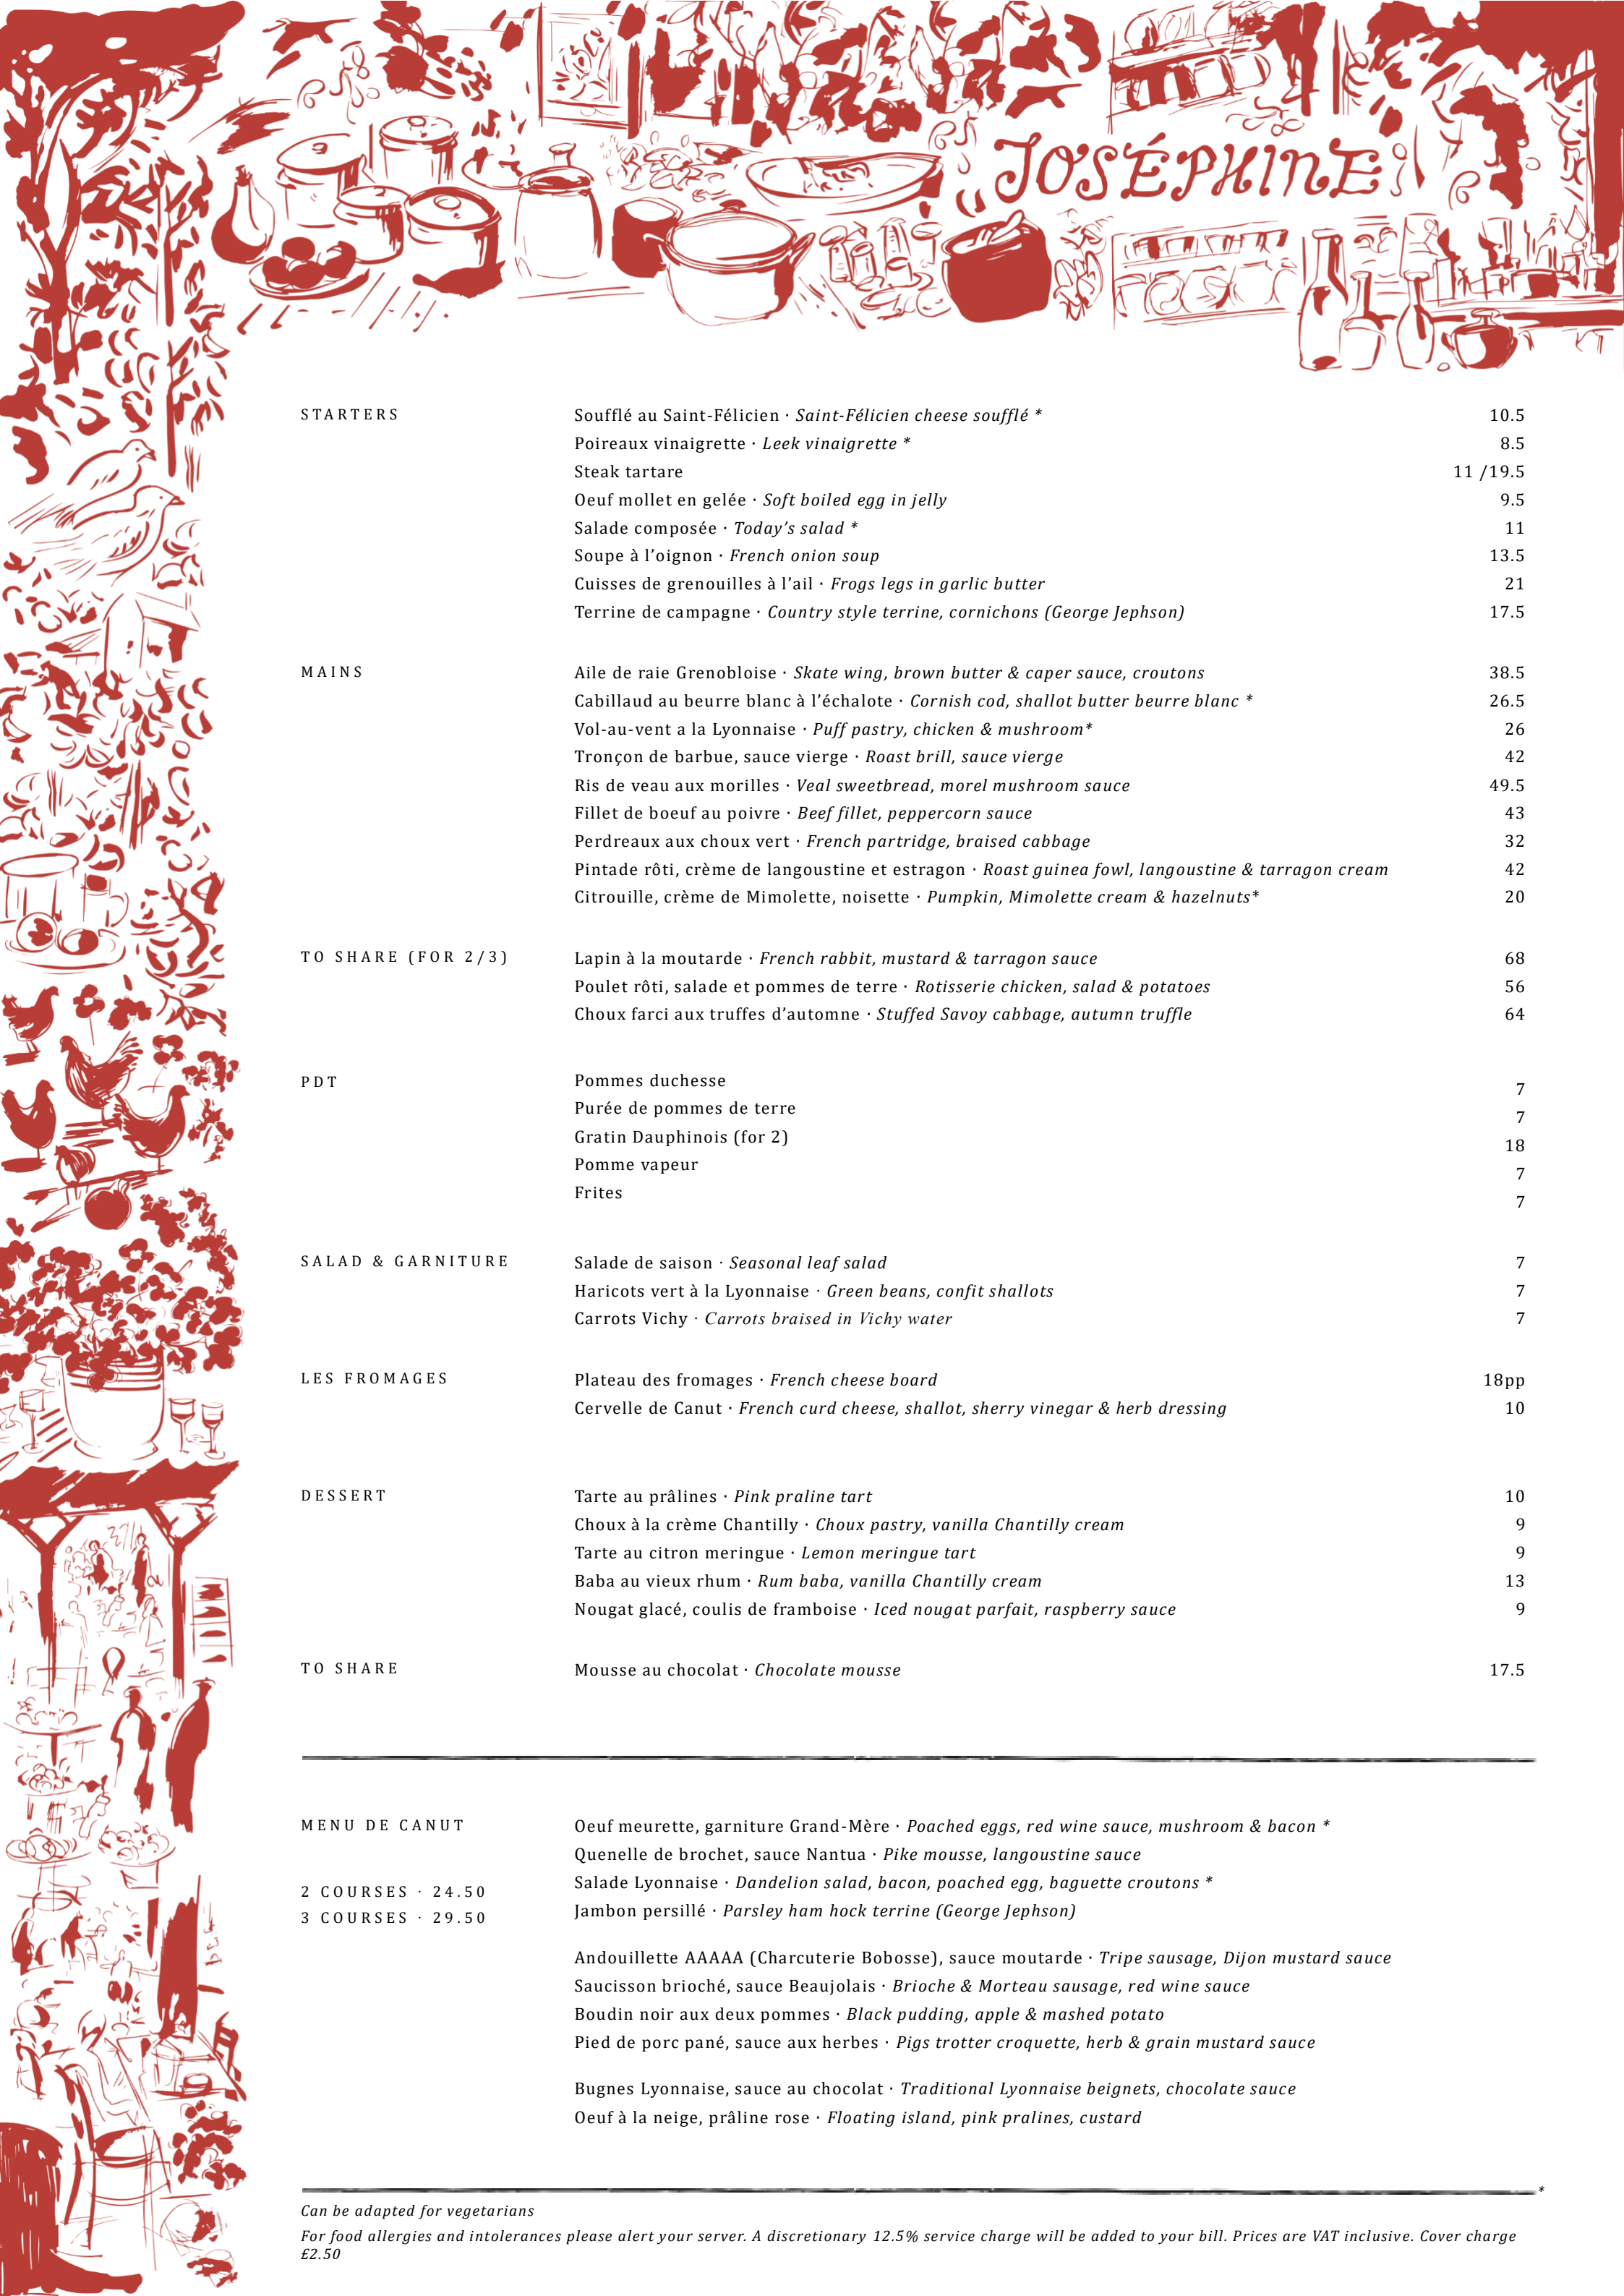 JOSÉPHINE
STARTERS
Soufflé au Saint-Félicien · Saint-Félicien cheese soufflé * 10.5
Poireaux vinaigrette · Leek vinaigrette * 8.5
Steak tartare 11 /19.5
Oeuf mollet en gelée · Soft boiled egg in jelly 9.5
Salade composée · Today’s salad * 11
Soupe à l’oignon · French onion soup 13.5
Cuisses de grenouilles à l’ail · Frogs legs in garlic butter 21
Terrine de campagne · Country style terrine, cornichons (George Jephson) 17.5
MAINS
Aile de raie Grenobloise · Skate wing, brown butter & caper sauce, croutons 38.5
Cabillaud au beurre blanc à l’échalote · Cornish cod, shallot butter beurre blanc * 26.5
Vol-au-vent a la Lyonnaise · Puff pastry, chicken & mushroom* 26
Tronçon de barbue, sauce vierge · Roast brill, sauce vierge 42
Ris de veau aux morilles · Veal sweetbread, morel mushroom sauce 49.5
Fillet de boeuf au poivre · Beef fillet, peppercorn sauce 43
Perdreaux aux choux vert · French partridge, braised cabbage 32
Pintade rôti, crème de langoustine et estragon · Roast guinea fowl, langoustine & tarragon cream 42
Citrouille, crème de Mimolette, noisette · Pumpkin, Mimolette cream & hazelnuts* 20
TO SHARE (FOR 2/3)
Lapin à la moutarde · French rabbit, mustard & tarragon sauce 68
Poulet rôti, salade et pommes de terre · Rotisserie chicken, salad & potatoes 56
Choux farci aux truffes d’automne · Stuffed Savoy cabbage, autumn truffle 64
PDT
Pommes duchesse 7
Purée de pommes de terre 7
Gratin Dauphinois (for 2) 18
Pomme vapeur 7
Frites 7
SALAD & GARNITURE
Salade de saison · Seasonal leaf salad 7
Haricots vert à la Lyonnaise · Green beans, confit shallots 7
Carrots Vichy · Carrots braised in Vichy water 7
LES FROMAGES
Plateau des fromages · French cheese board 18pp
Cervelle de Canut · French curd cheese, shallot, sherry vinegar & herb dressing 10
DESSERT
Tarte au prâlines · Pink praline tart 10
Choux à la crème Chantilly · Choux pastry, vanilla Chantilly cream 9
Tarte au citron meringue · Lemon meringue tart 9
Baba au vieux rhum · Rum baba, vanilla Chantilly cream 13
Nougat glacé, coulis de framboise · Iced nougat parfait, raspberry sauce 9
TO SHARE
Mousse au chocolat · Chocolate mousse 17.5
MENU DE CANUT
2 COURSES · 24.50
3 COURSES · 29.50
Oeuf meurette, garniture Grand-Mère · Poached eggs, red wine sauce, mushroom & bacon *
Quenelle de brochet, sauce Nantua · Pike mousse, langoustine sauce
Salade Lyonnaise · Dandelion salad, bacon, poached egg, baguette croutons *
Jambon persillé · Parsley ham hock terrine (George Jephson)
Andouillette AAAAA (Charcuterie Bobosse), sauce moutarde · Tripe sausage, Dijon mustard sauce
Saucisson brioché, sauce Beaujolais · Brioche & Morteau sausage, red wine sauce
Boudin noir aux deux pommes · Black pudding, apple & mashed potato
Pied de porc pané, sauce aux herbes · Pigs trotter croquette, herb & grain mustard sauce
Bugnes Lyonnaise, sauce au chocolat · Traditional Lyonnaise beignets, chocolate sauce
Oeuf à la neige, prâline rose · Floating island, pink pralines, custard
*
Can be adapted for vegetarians
For food allergies and intolerances please alert your server. A discretionary 12.5% service charge will be added to your bill. Prices are VAT inclusive. Cover charge
£2.50